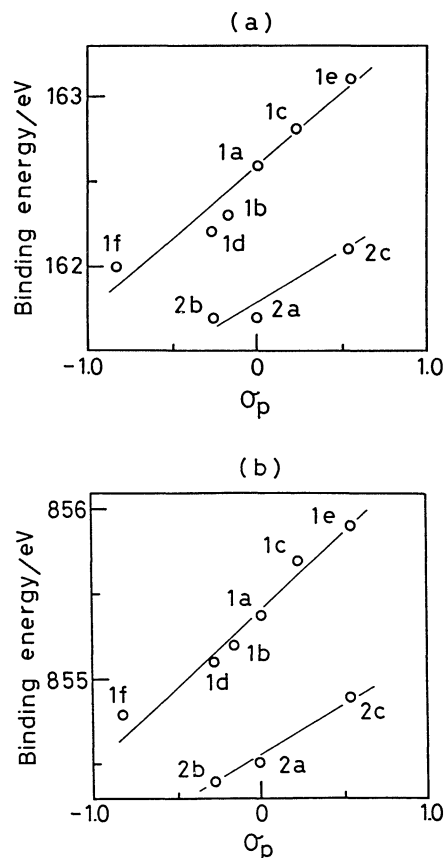 (a)
Binding energy/eV
163
162
1e
1c
1a
1b
1f
1d
2c
2b
2a
-1.0
0
1.0
σp
(b)
Binding energy/eV
856
855
1e
1c
1a
1b
1d
1f
2c
2b
2a
-1.0
0
1.0
σp